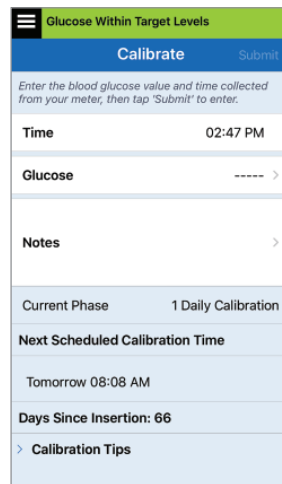 Glucose Within Target Levels
Calibrate Submit
Enter the blood glucose value and time collected
from your meter, then tap 'Submit' to enter.
Time 02:47 PM
Glucose ----- >
Notes >
Current Phase 1 Daily Calibration
Next Scheduled Calibration Time
Tomorrow 08:08 AM
Days Since Insertion: 66
> Calibration Tips